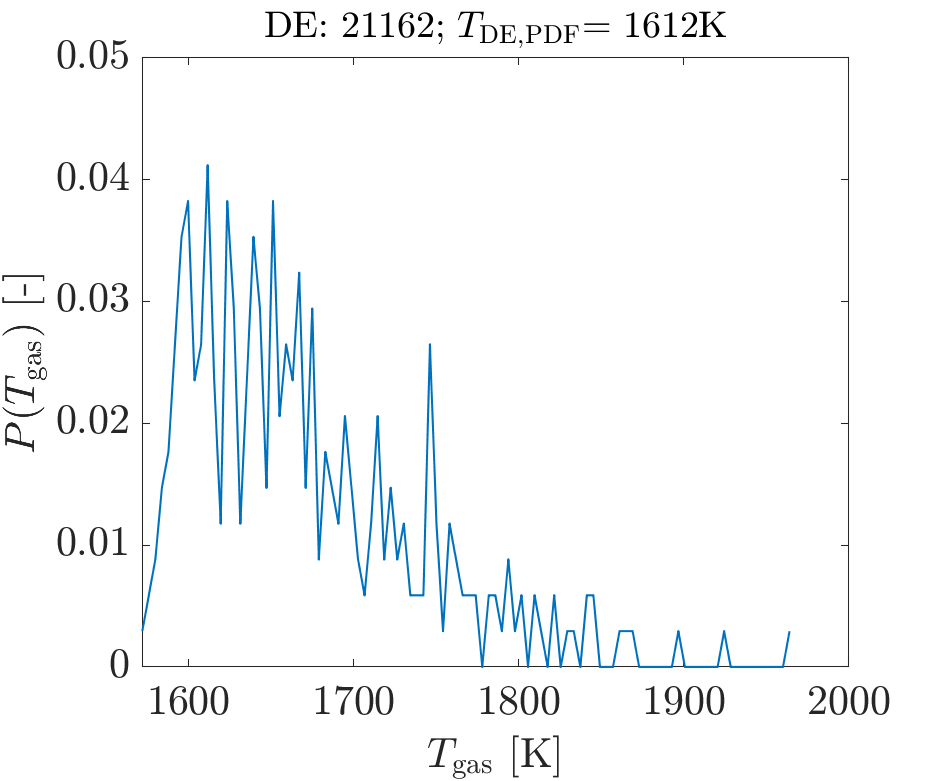 DE: 21162; T_DE,PDF= 1612K
0.05
0.04
0.03
0.02
0.01
0
P(T_gas) [-]
1600 1700 1800 1900 2000
T_gas [K]